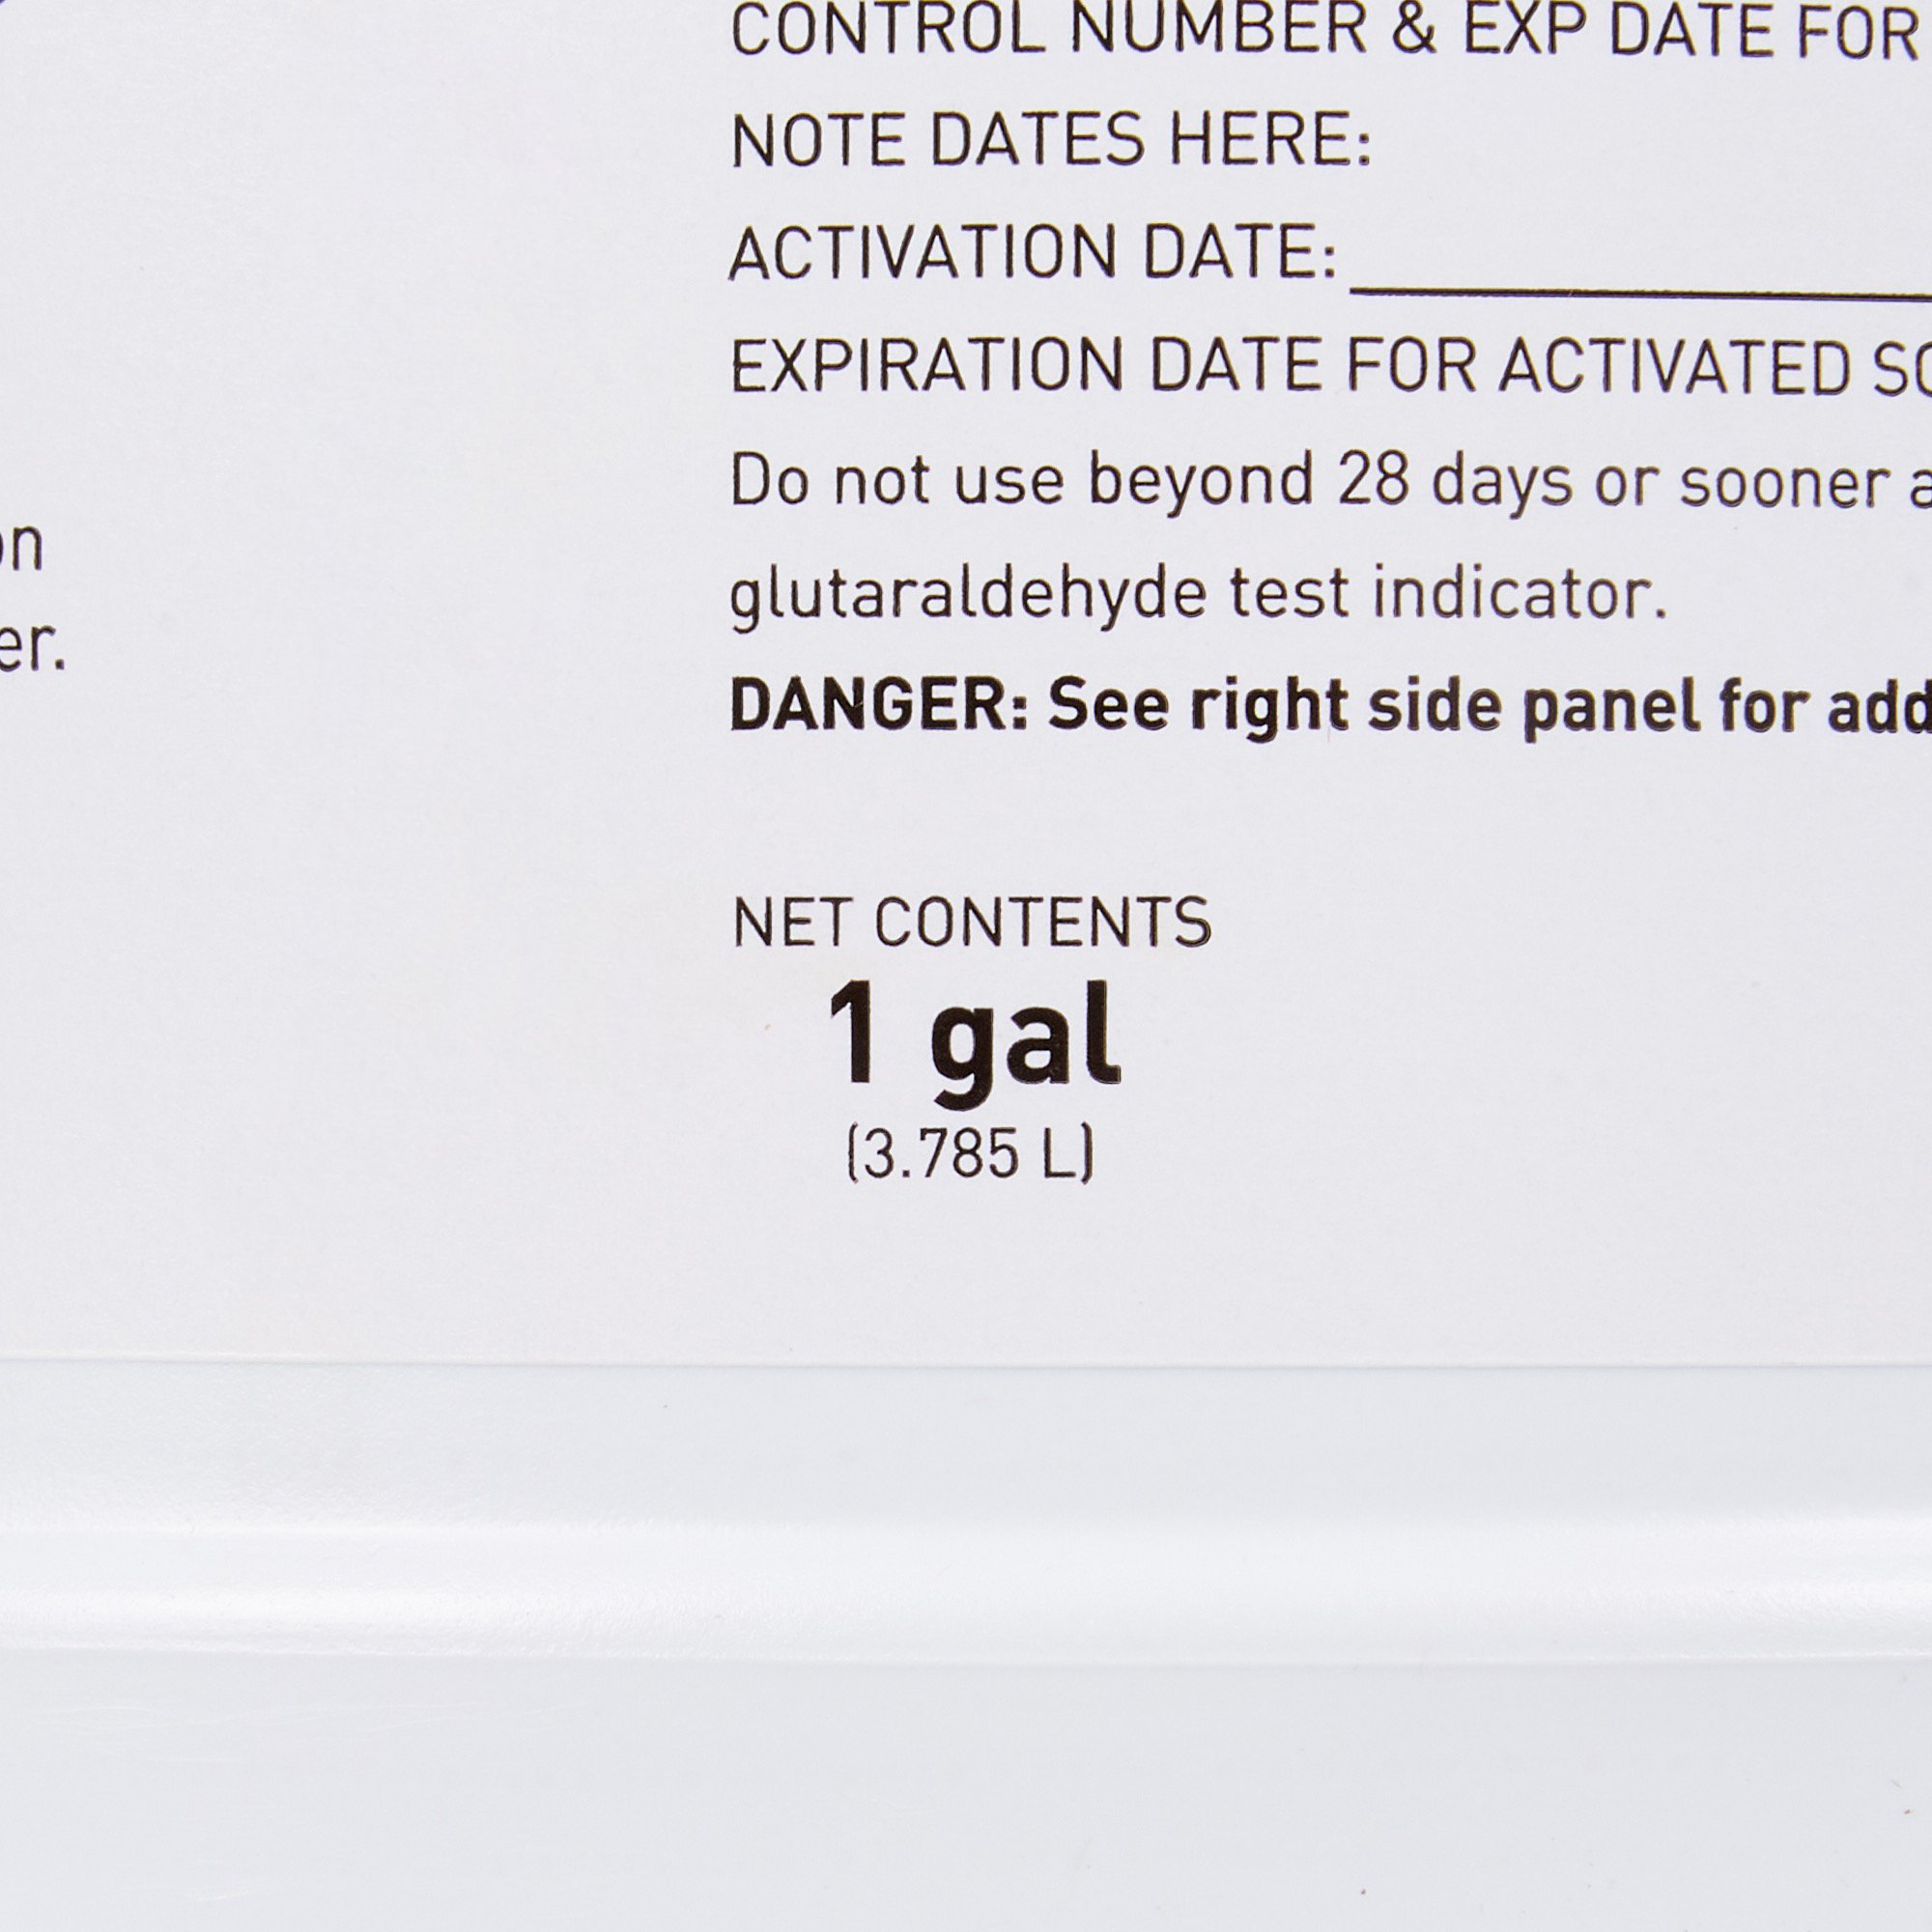 CONTROL NUMBER & EXP DATE FOR
NOTE DATES HERE:
ACTIVATION DATE:
EXPIRATION DATE FOR ACTIVATED
Do not use beyond 28 days or sooner
glutaraldehyde test indicator.
DANGER: See right side panel for
NET CONTENTS
1 gal
(3.785 L)